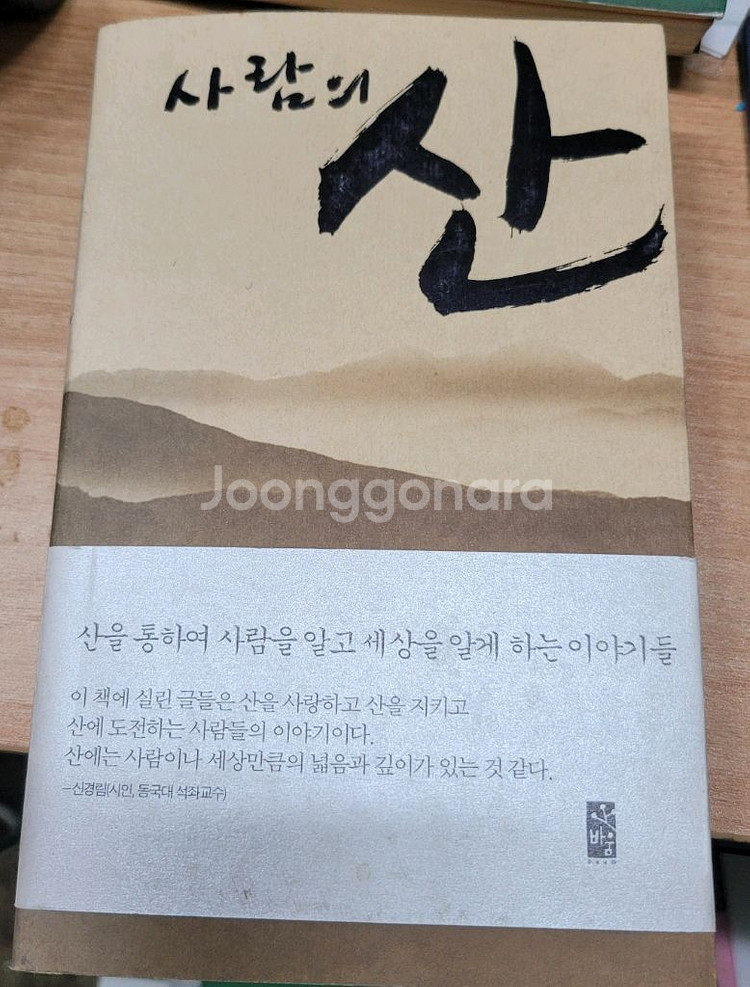 사람의
산
Joonggonara
산을 통하여 사람을 알고 세상을 알게 하는 이야기들
이 책에 실린 글들은 산을 사랑하고 산을 지키고
산에 도전하는 사람들의 이야기이다.
산에는 사람이나 세상만큼의 넓음과 깊이가 있는 것 같다.
–신경림(시인, 동국대 석좌교수)
바움